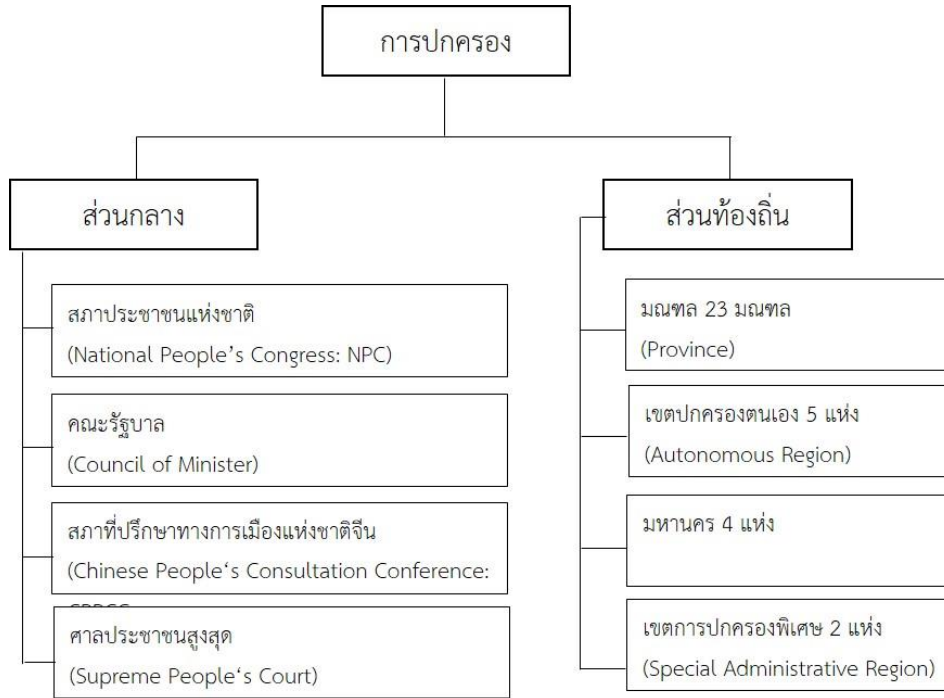 การปกครอง
ส่วนกลาง
สภาประชาชนแห่งชาติ
(National People’s Congress: NPC)
คณะรัฐบาล
(Council of Minister)
สภาที่ปรึกษาทางการเมืองแห่งชาติจีน
(Chinese People‘s Consultation Conference:
ศาลประชาชนสูงสุด
(Supreme People‘s Court)
ส่วนท้องถิ่น
มณฑล 23 มณฑล
(Province)
เขตปกครองตนเอง 5 แห่ง
(Autonomous Region)
มหานคร 4 แห่ง
เขตการปกครองพิเศษ 2 แห่ง
(Special Administrative Region)